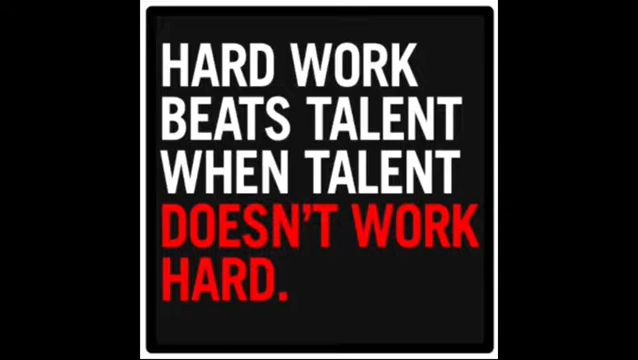 HARD WORK
BEATS TALENT
WHEN TALENT
DOESN'T WORK
HARD.